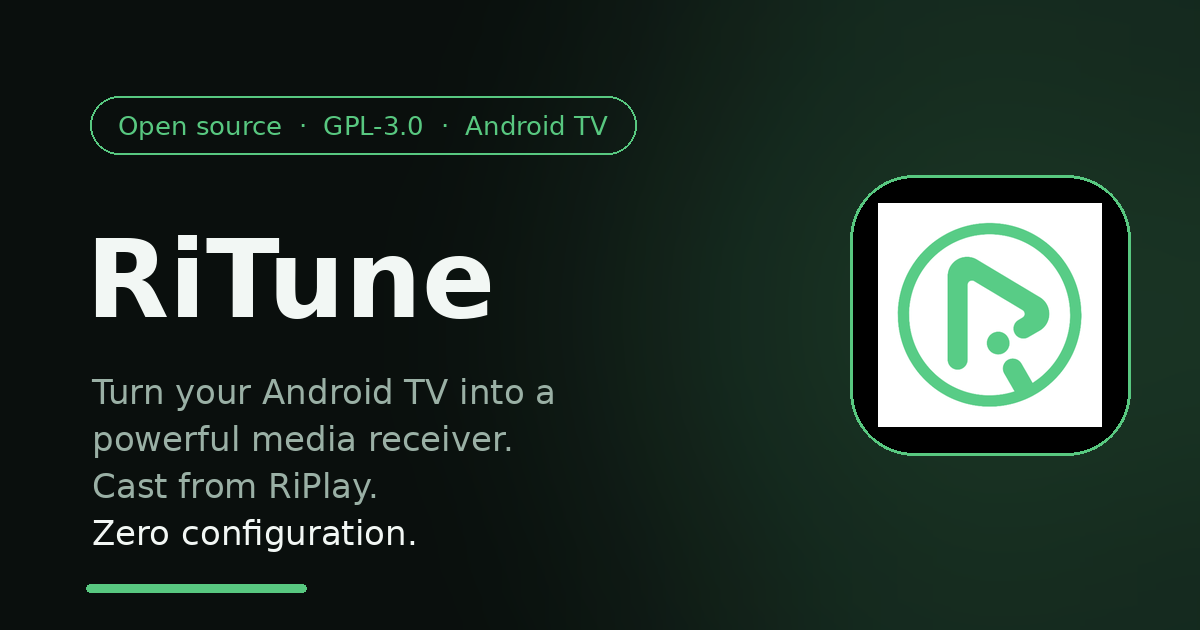 Open source · GPL-3.0 · Android TV
RiTune
Turn your Android TV into a
powerful media receiver.
Cast from RiPlay.
Zero configuration.